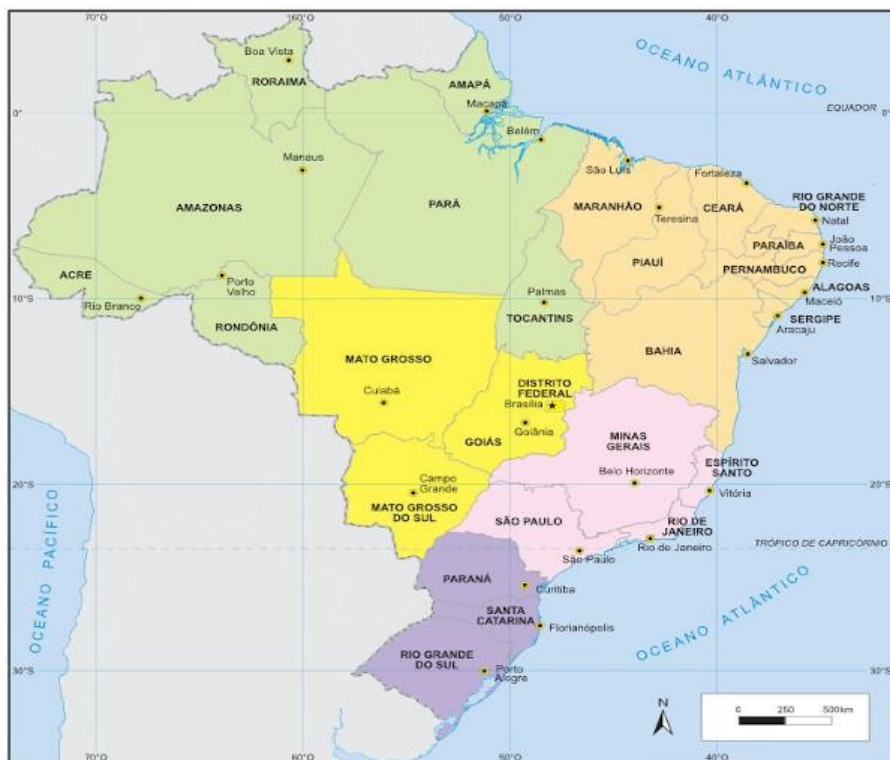 70°O
160°O
50°O
40°O
OCEANO ATLÂNTICO
Boa Vista
RORAIMA
AMAPÁ
Macapá
EQUADOR
0°
0°
Belém
Manaus
São Luís
Fortaleza
AMAZONAS
PARÁ
MARANHÃO
Teresina
CEARÁ
RIO GRANDE
DO NORTE
Natal
PARAÍBA
João
Pessoa
PIAUÍ
PERNAMBUCO
Recife
ACRE
Porto
Velho
Rio Branco
10°S
Palmas
TOCANTINS
ALAGOAS
10°S
Maceió
SERGIPE
Aracaju
RONDÔNIA
MATO GROSSO
BAHIA
Salvador
Cuiabá
DISTRITO
FEDERAL
Brasília
GOIÁS
Goiânia
MINAS
GERAIS
Belo Horizonte
ESPÍRITO
SANTO
Vitória
20°S
20°S
Campo
Grande
MATO GROSSO
DO SUL
SÃO PAULO
São Paulo
RIO DE
JANEIRO
Rio de Janeiro
TRÓPICO DE CAPRICÓRNIO
OCEANO PACÍFICO
PARANÁ
Curitiba
SANTA
CATARINA
Florianópolis
OCEANO ATLÂNTICO
RIO GRANDE
DO SUL
Porto
Alegre
30°S
30°S
N
0 250 500km
70°O
60°O
50°O
40°O